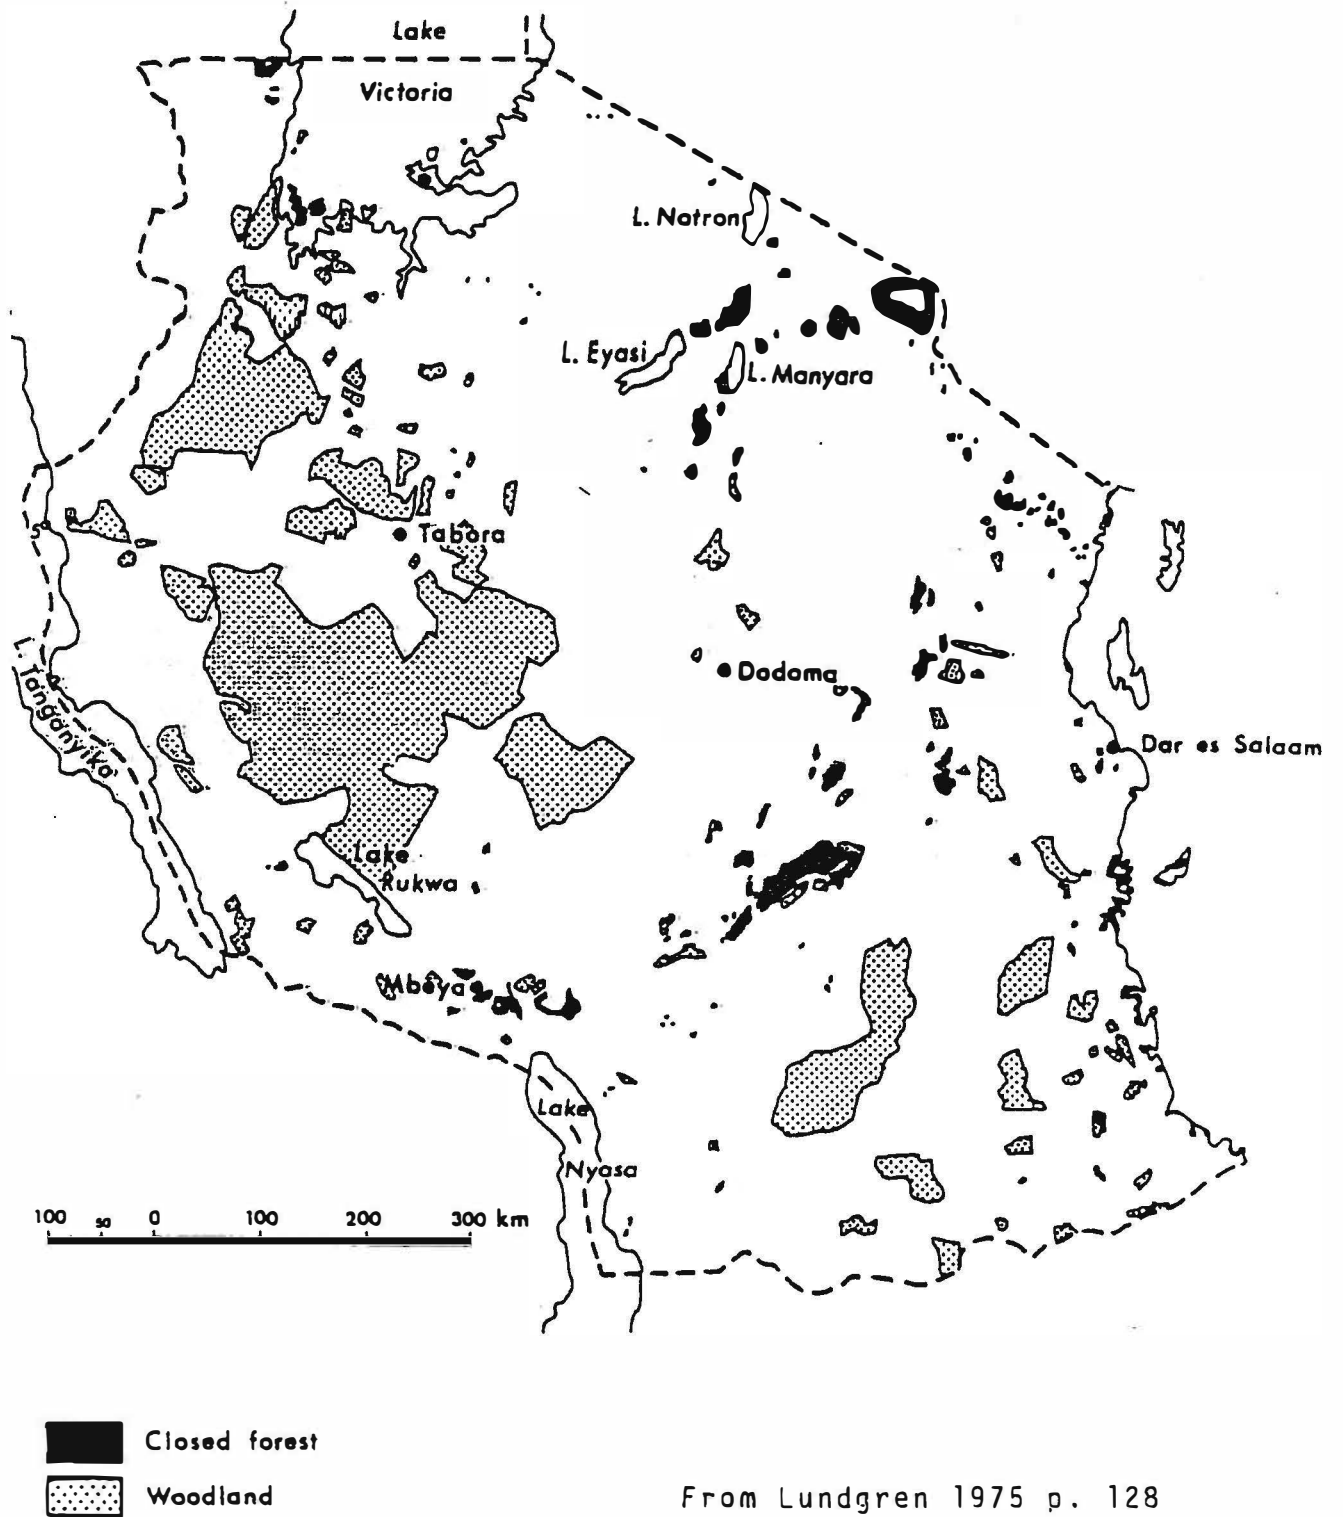 Lake
Victoria
L. Natron
L. Eyasi
L. Manyara
Tabora
L. Tanganyika
Dodoma
Dar es Salaam
Lake
Rukwa
Mbeya
Lake
Nyasa
100 50 0 100 200 300 km
Closed forest
Woodland
From Lundgren 1975 p. 128